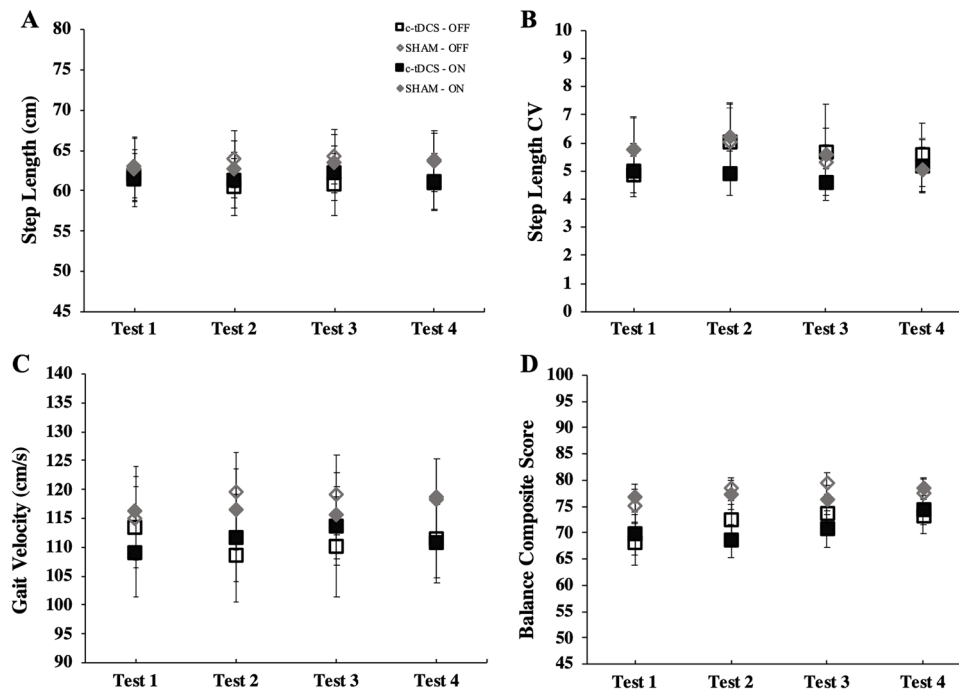 A
Step Length (cm)
80
75
70
65
60
55
50
45
c-tDCS - OFF
SHAM - OFF
c-tDCS - ON
SHAM - ON
Test 1 Test 2 Test 3 Test 4
B
Step Length CV
10
9
8
7
6
5
4
3
2
1
0
Test 1 Test 2 Test 3 Test 4
C
Gait Velocity (cm/s)
140
135
130
125
120
115
110
105
100
95
90
Test 1 Test 2 Test 3 Test 4
D
Balance Composite Score
100
95
90
85
80
75
70
65
60
55
50
45
Test 1 Test 2 Test 3 Test 4